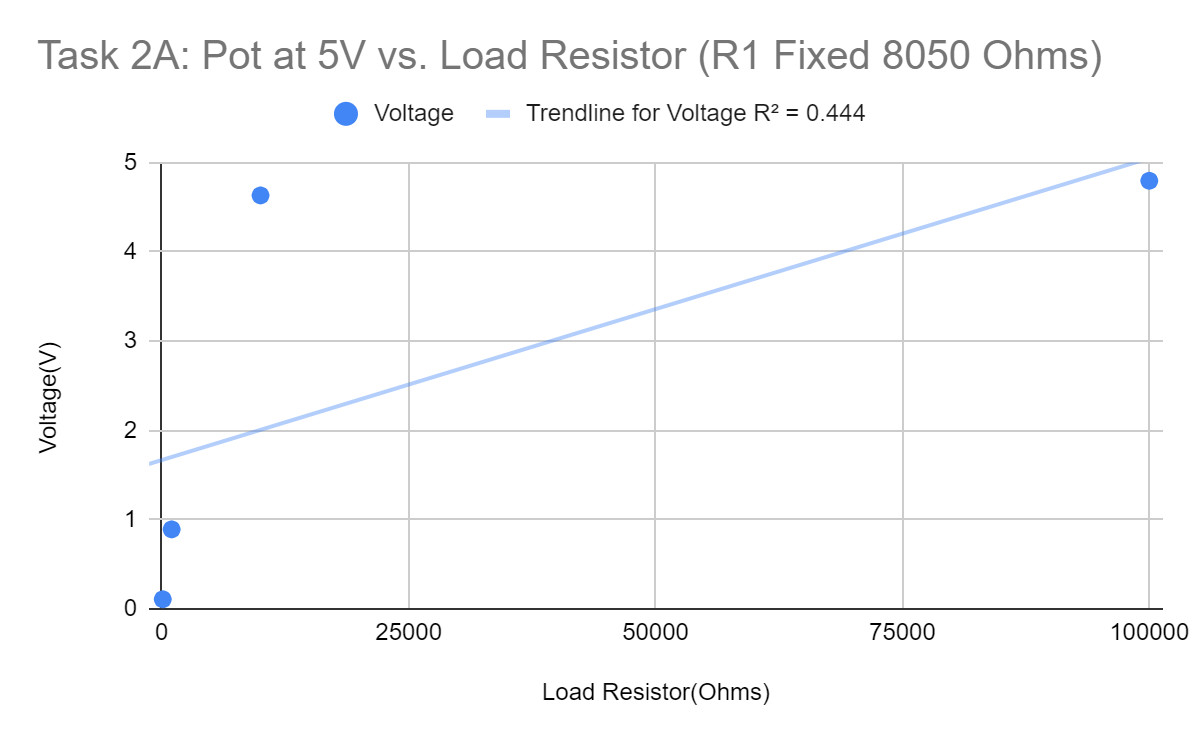 Task 2A: Pot at 5V vs. Load Resistor (R1 Fixed 8050 Ohms)
Voltage Trendline for Voltage R² = 0.444
5
4
3
2
1
0
Voltage(V)
0 25000 50000 75000 100000
Load Resistor(Ohms)